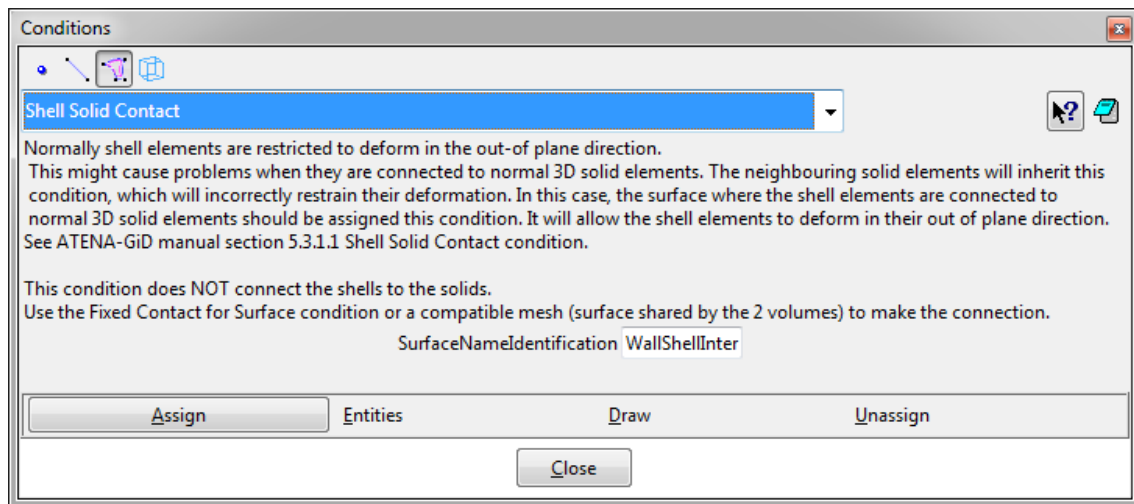 Conditions
Shell Solid Contact
?
Normally shell elements are restricted to deform in the out-of plane direction.
This might cause problems when they are connected to normal 3D solid elements. The neighbouring solid elements will inherit this
condition, which will incorrectly restrain their deformation. In this case, the surface where the shell elements are connected to
normal 3D solid elements should be assigned this condition. It will allow the shell elements to deform in their out of plane direction.
See ATENA-GiD manual section 5.3.1.1 Shell Solid Contact condition.
This condition does NOT connect the shells to the solids.
Use the Fixed Contact for Surface condition or a compatible mesh (surface shared by the 2 volumes) to make the connection.
SurfaceNameIdentification WallShellInter
Assign Entities Draw Unassign
Close